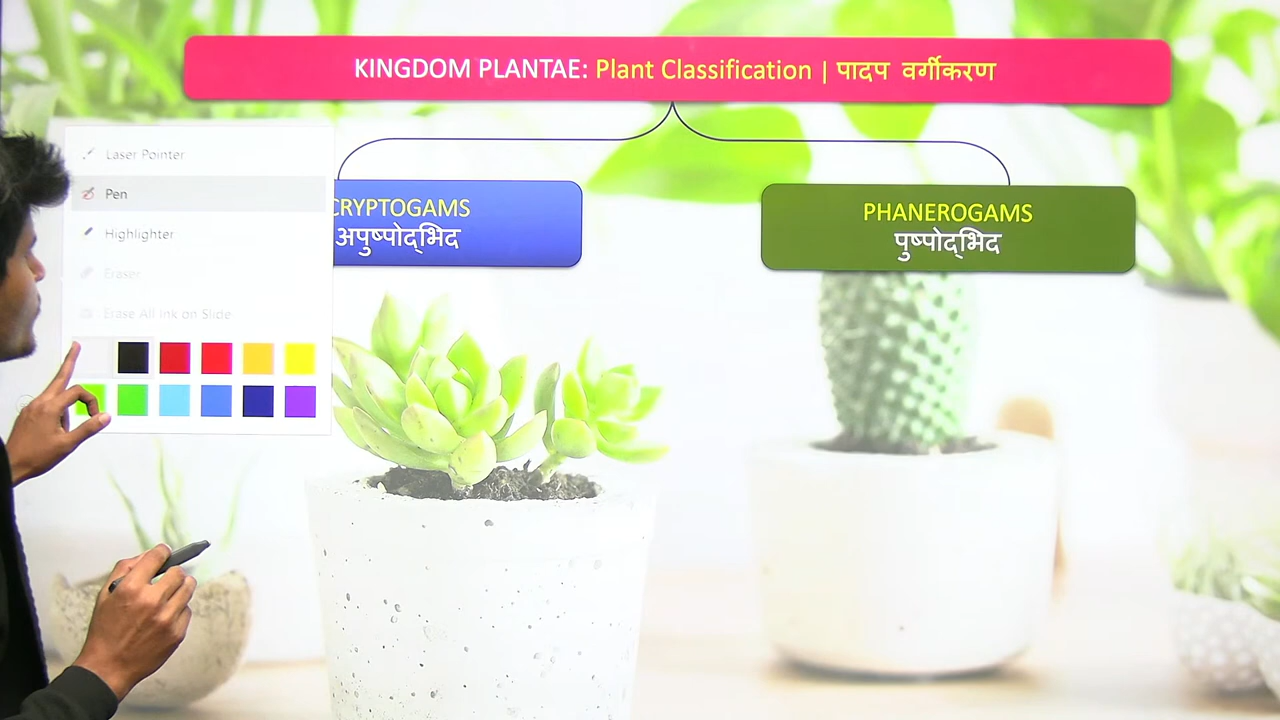 KINGDOM PLANTAE: Plant Classification | पादप वर्गीकरण
Laser Pointer
Pen
Highlighter
Eraser
Erase All Ink on Slide
CRYPTOGAMS
अपुष्पोद्भिद
PHANEROGAMS
पुष्पोद्भिद